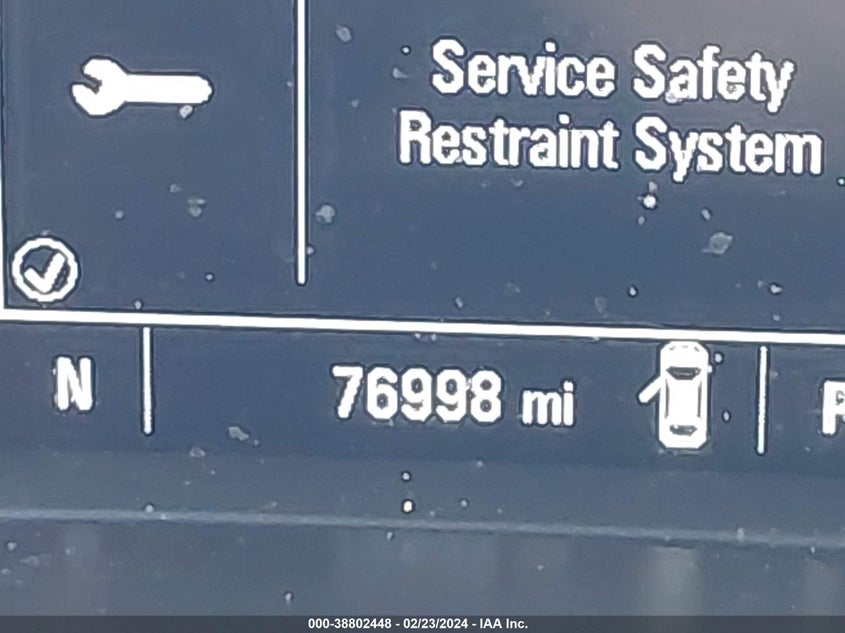 Service Safety
Restraint System
N
76998 mi
000-38802448 - 02/23/2024 - IAA Inc.